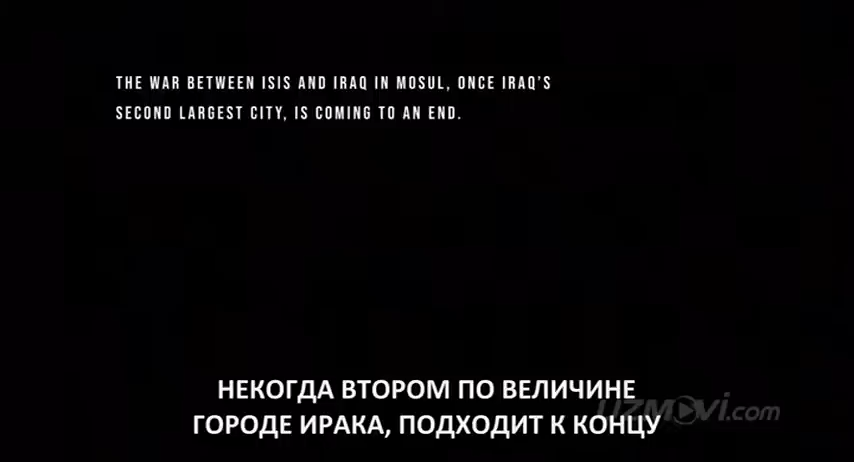 THE WAR BETWEEN ISIS AND IRAQ IN MOSUL, ONCE IRAQ'S
SECOND LARGEST CITY, IS COMING TO AN END.
НЕКОГДА ВТОРОМ ПО ВЕЛИЧИНЕ
ГОРОДЕ ИРАКА, ПОДХОДИТ К КОНЦУ
UZMOVi.com